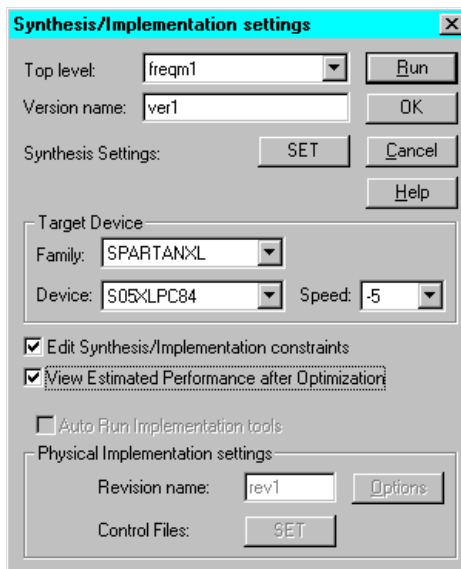 Synthesis/Implementation settings
Top level: freqm1 Run
Version name: ver1 OK
Synthesis Settings: SET Cancel
Help
Target Device
Family: SPARTANXL
Device: S05XLPC84 Speed: -5
Edit Synthesis/Implementation constraints
View Estimated Performance after Optimization
Auto Run Implementation tools
Physical Implementation settings
Revision name: rev1 Options
Control Files: SET